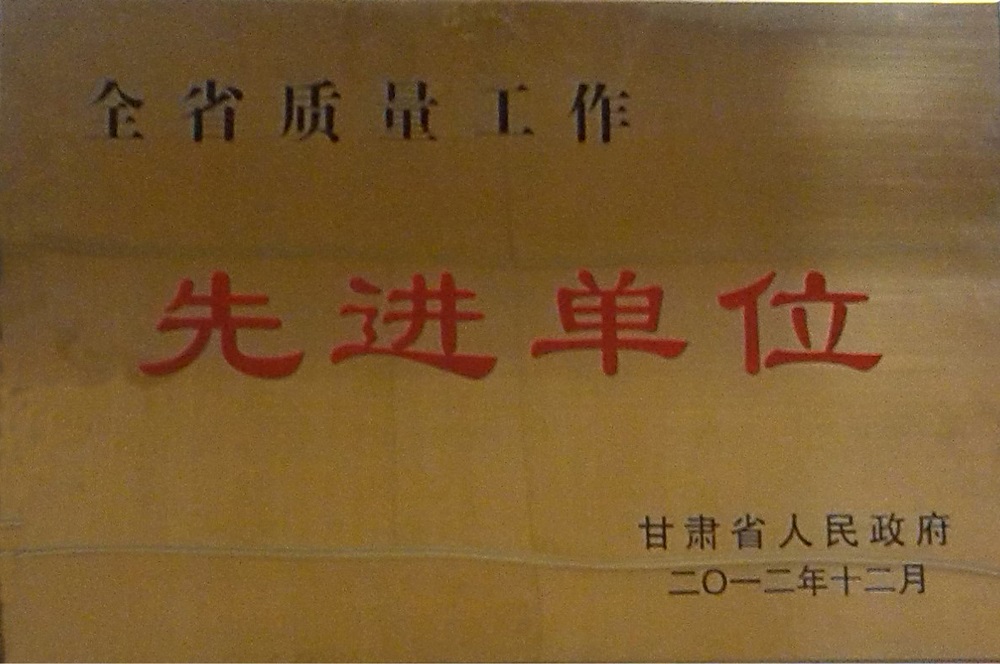 全省质量工作
先进单位
甘肃省人民政府
二〇一二年十二月